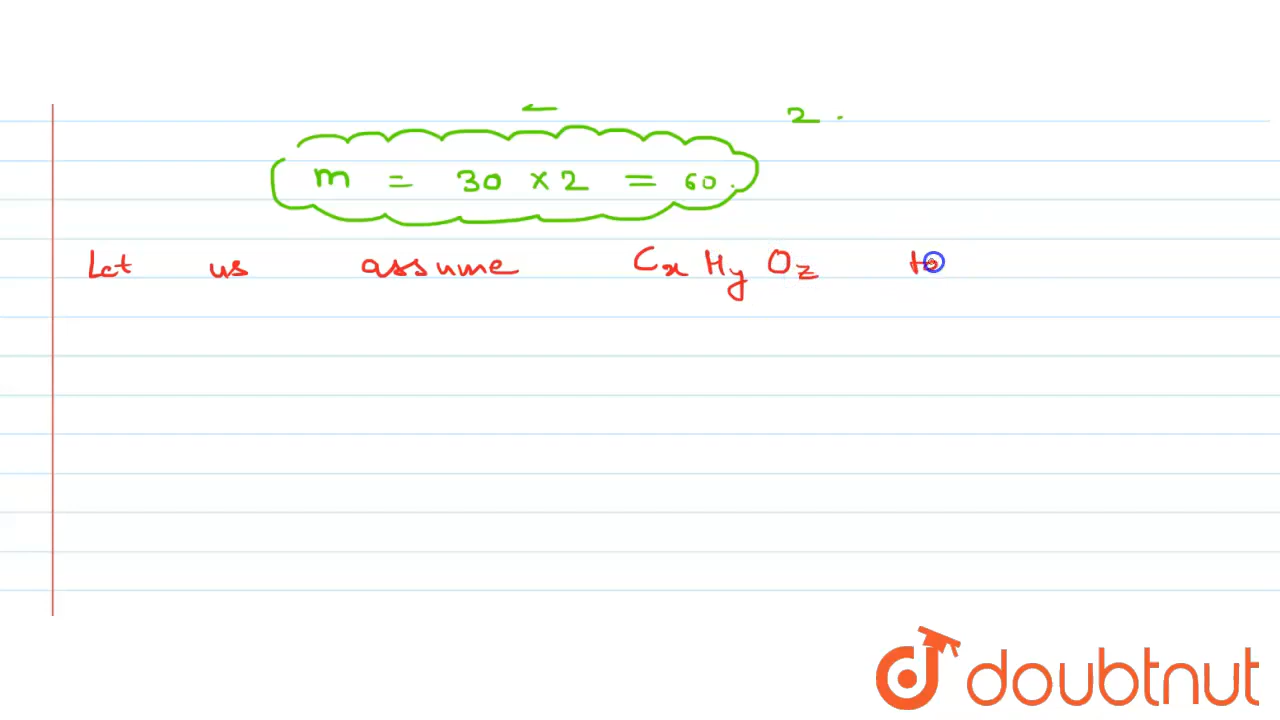 2.
m = 30 × 2 = 60.
Let us assume CxHyOz to
doubtnut